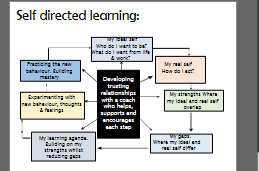 Self directed learning:
My ideal self
Who do I want to be?
What do I want from life
& work?
My real self
How do I act?
My strengths Where
my ideal and real self
overlap
My gaps.
Where my ideal and
real self differ
My learning agenda.
Building on my
strengths whilst
reducing gaps
Experimenting with
new behaviour, thoughts
& feelings
Practicing the new
behaviour. Building
mastery
Developing
trusting
relationships
with a coach
who helps,
supports and
encourages
each step